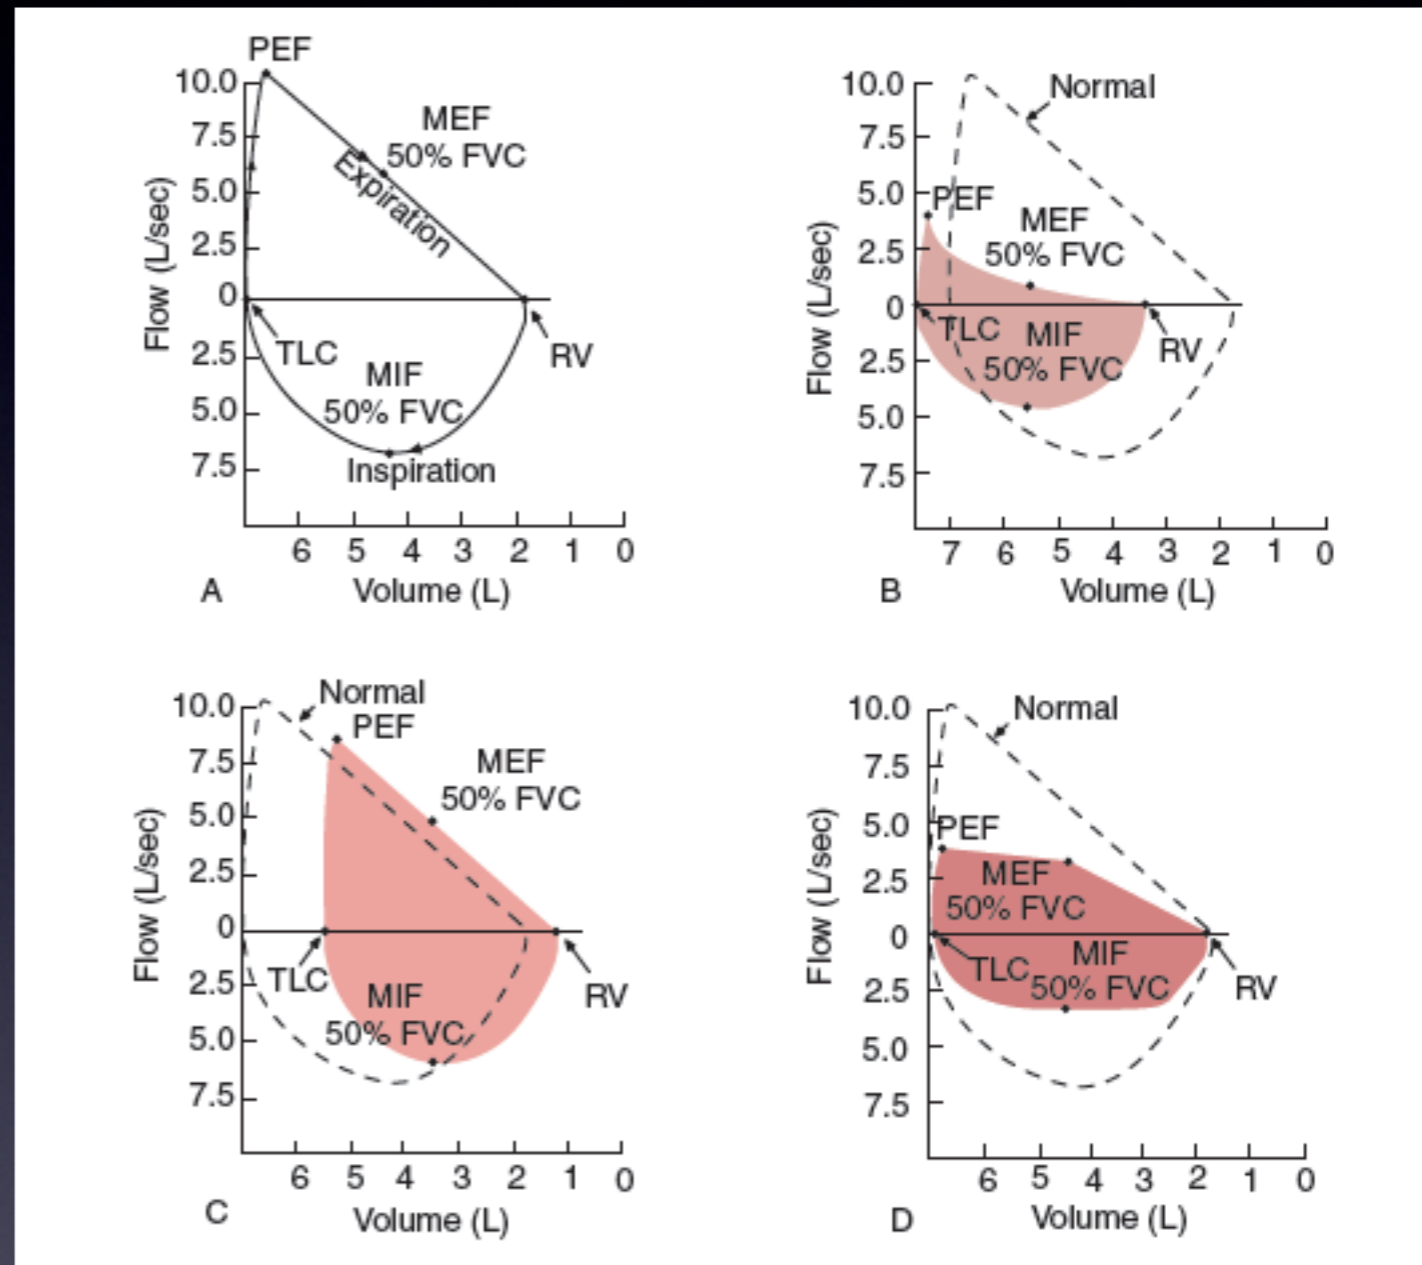 PEF
10.0
7.5
5.0
2.5
0
2.5
5.0
7.5
Flow (L/sec)
MEF
50% FVC
Expiration
TLC
RV
MIF
50% FVC
Inspiration
6 5 4 3 2 1 0
A
Volume (L)
10.0
7.5
5.0
2.5
0
2.5
5.0
7.5
Flow (L/sec)
Normal
PEF
MEF
50% FVC
TLC
MIF
50% FVC
RV
7 6 5 4 3 2 1 0
B
Volume (L)
10.0
7.5
5.0
2.5
0
2.5
5.0
7.5
Flow (L/sec)
Normal
PEF
MEF
50% FVC
TLC
MIF
50% FVC
RV
6 5 4 3 2 1 0
C
Volume (L)
10.0
7.5
5.0
2.5
0
2.5
5.0
7.5
Flow (L/sec)
Normal
PEF
MEF
50% FVC
MIF
TLC
50% FVC
RV
6 5 4 3 2 1 0
D
Volume (L)